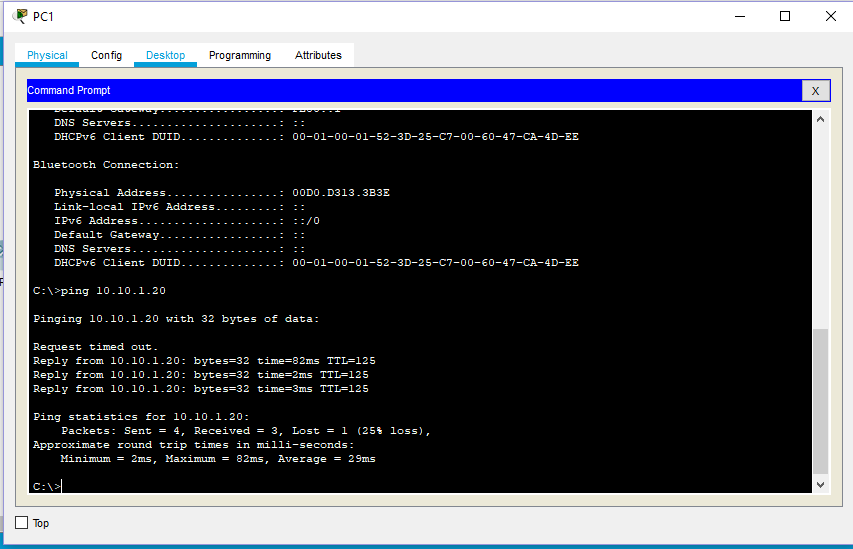 PC1
Physical Config Desktop Programming Attributes
Command Prompt
X
Default Gateway.................: FE80::1
DNS Servers.....................: ::
DHCPv6 Client DUID..............: 00-01-00-01-52-3D-25-C7-00-60-47-CA-4D-EE
Bluetooth Connection:
Physical Address................: 00D0.D313.3B3E
Link-local IPv6 Address.........: ::
IPv6 Address....................: ::/0
Default Gateway.................: ::
DNS Servers.....................: ::
DHCPv6 Client DUID..............: 00-01-00-01-52-3D-25-C7-00-60-47-CA-4D-EE
C:\>ping 10.10.1.20
Pinging 10.10.1.20 with 32 bytes of data:
Request timed out.
Reply from 10.10.1.20: bytes=32 time=82ms TTL=125
Reply from 10.10.1.20: bytes=32 time=2ms TTL=125
Reply from 10.10.1.20: bytes=32 time=3ms TTL=125
Ping statistics for 10.10.1.20:
Packets: Sent = 4, Received = 3, Lost = 1 (25% loss),
Approximate round trip times in milli-seconds:
Minimum = 2ms, Maximum = 82ms, Average = 29ms
C:\>
Top